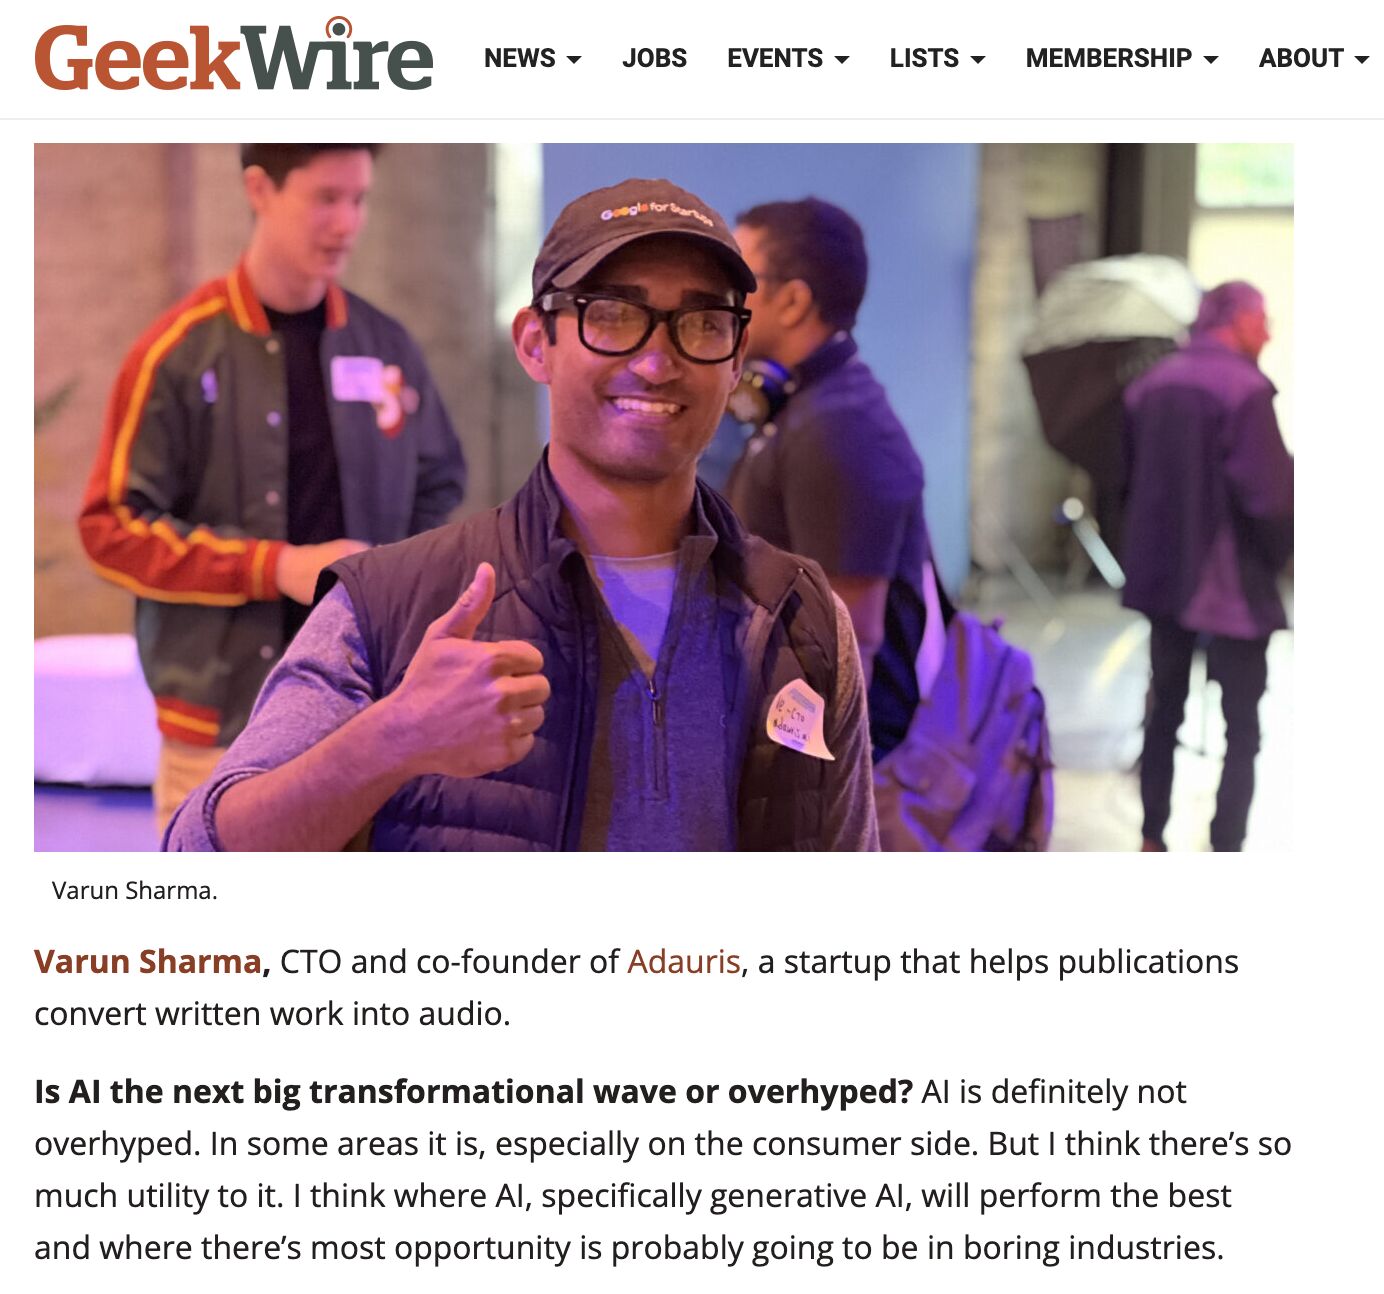 GeekWire
NEWS
JOBS
EVENTS
LISTS
MEMBERSHIP
ABOUT
Google for Startups
- CTO
Varun Sharma.
Varun Sharma, CTO and co-founder of Adauris, a startup that helps publications
convert written work into audio.
Is AI the next big transformational wave or overhyped? AI is definitely not
overhyped. In some areas it is, especially on the consumer side. But I think there’s so
much utility to it. I think where AI, specifically generative AI, will perform the best
and where there’s most opportunity is probably going to be in boring industries.